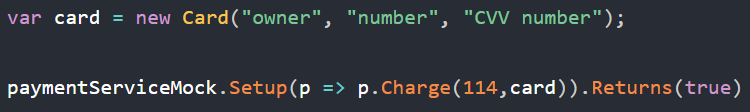 var card = new Card("owner", "number", "CVV number");
paymentServiceMock.Setup(p => p.Charge(114,card)).Returns(true)